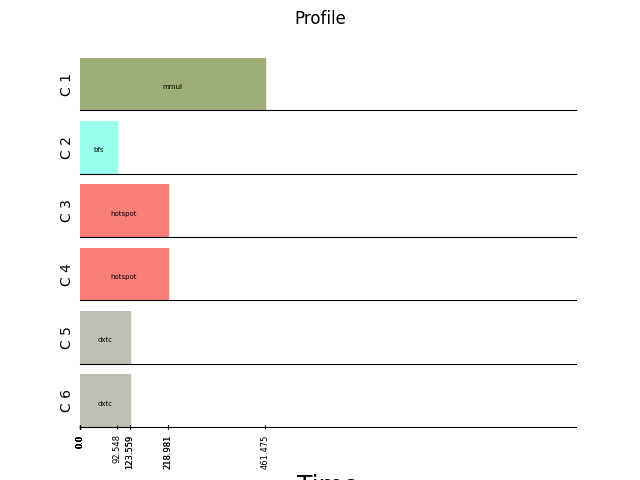 Profile
C 1
mmul
C 2
bfs
C 3
hotspot
C 4
hotspot
C 5
dxtc
C 6
dxtc
0.0
92.548
123.559
218.981
461.475
Time